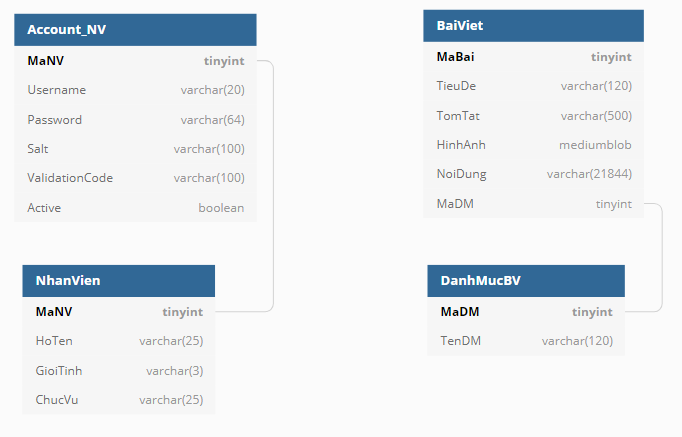 Account_NV
MaNV tinyint
Username varchar(20)
Password varchar(64)
Salt varchar(100)
ValidationCode varchar(100)
Active boolean
NhanVien
MaNV tinyint
HoTen varchar(25)
GioiTinh varchar(3)
ChucVu varchar(25)
BaiViet
MaBai tinyint
TieuDe varchar(120)
TomTat varchar(500)
HinhAnh mediumblob
NoiDung varchar(21844)
MaDM tinyint
DanhMucBV
MaDM tinyint
TenDM varchar(120)